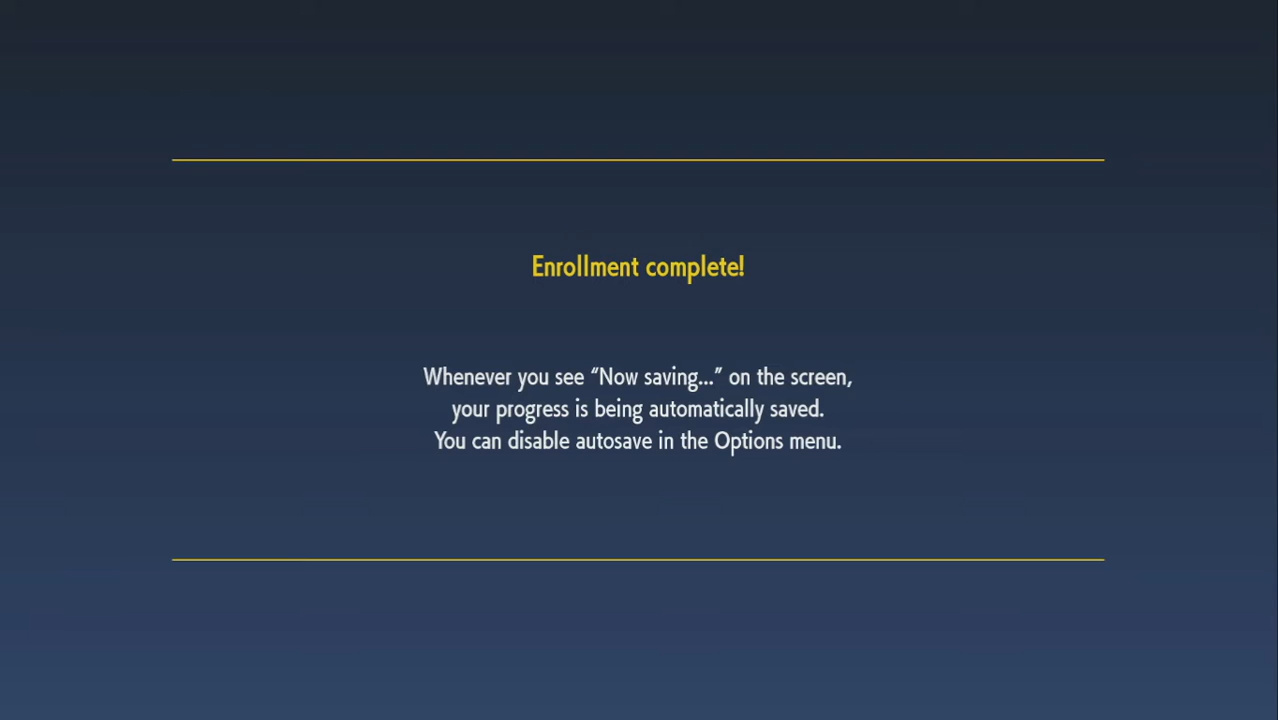 Enrollment complete!
Whenever you see “Now saving...” on the screen,
your progress is being automatically saved.
You can disable autosave in the Options menu.